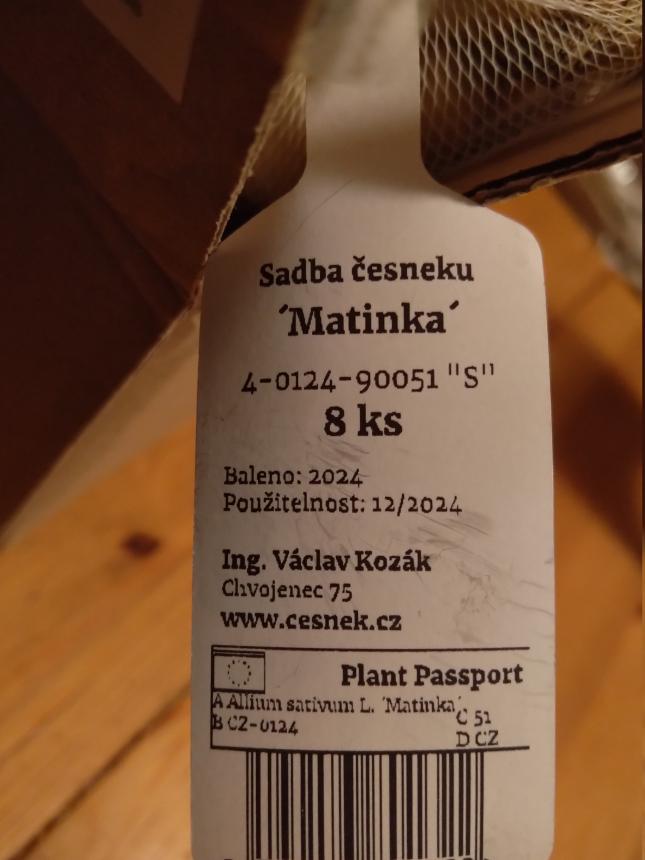 Sadba česneku
´Matinka´
4-0124-90051 "S"
8 ks
Baleno: 2024
Použitelnost: 12/2024
Ing. Václav Kozák
Chvojenec 75
www.cesnek.cz
Plant Passport
A Allium sativum L. ´Matinka´
B CZ-0124
C 51
D CZ